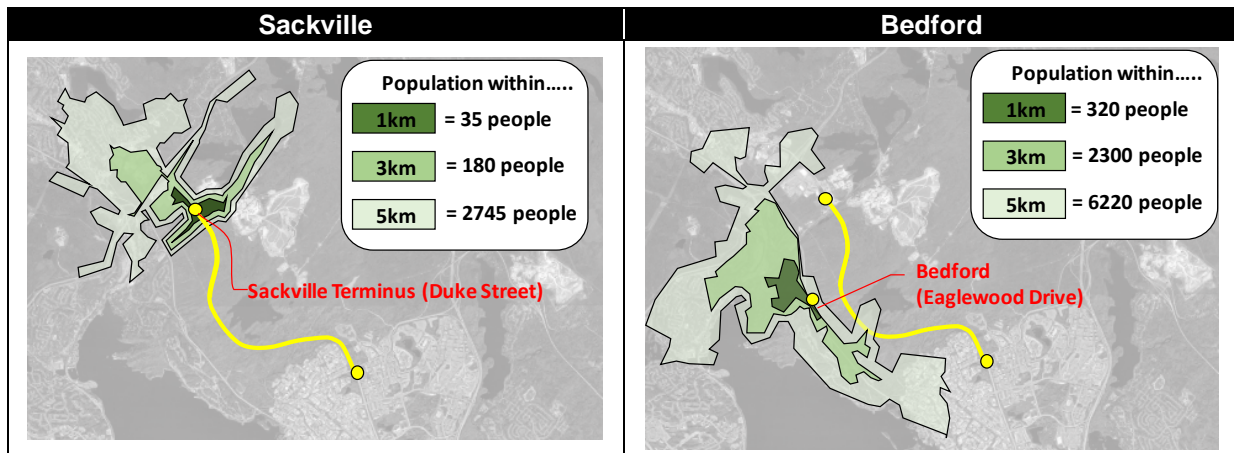 Sackville
Population within.....
1km = 35 people
3km = 180 people
5km = 2745 people
Sackville Terminus (Duke Street)
Bedford
Population within.....
1km = 320 people
3km = 2300 people
5km = 6220 people
Bedford
(Eaglewood Drive)